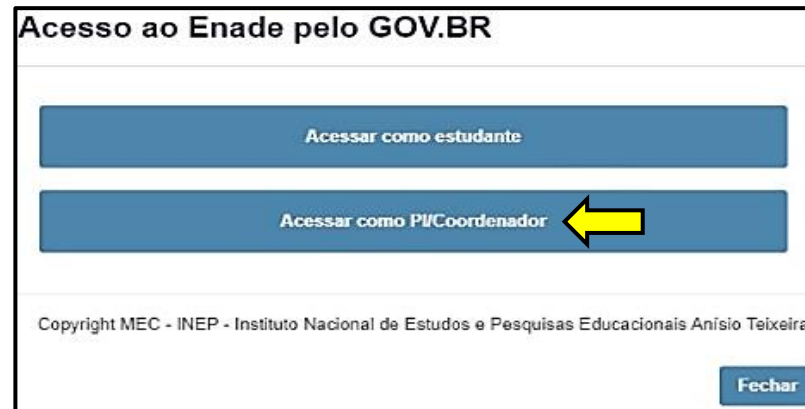 Acesso ao Enade pelo GOV.BR
Acessar como estudante
Acessar como PI/Coordenador
Copyright MEC - INEP - Instituto Nacional de Estudos e Pesquisas Educacionais Anísio Teixeira
Fechar